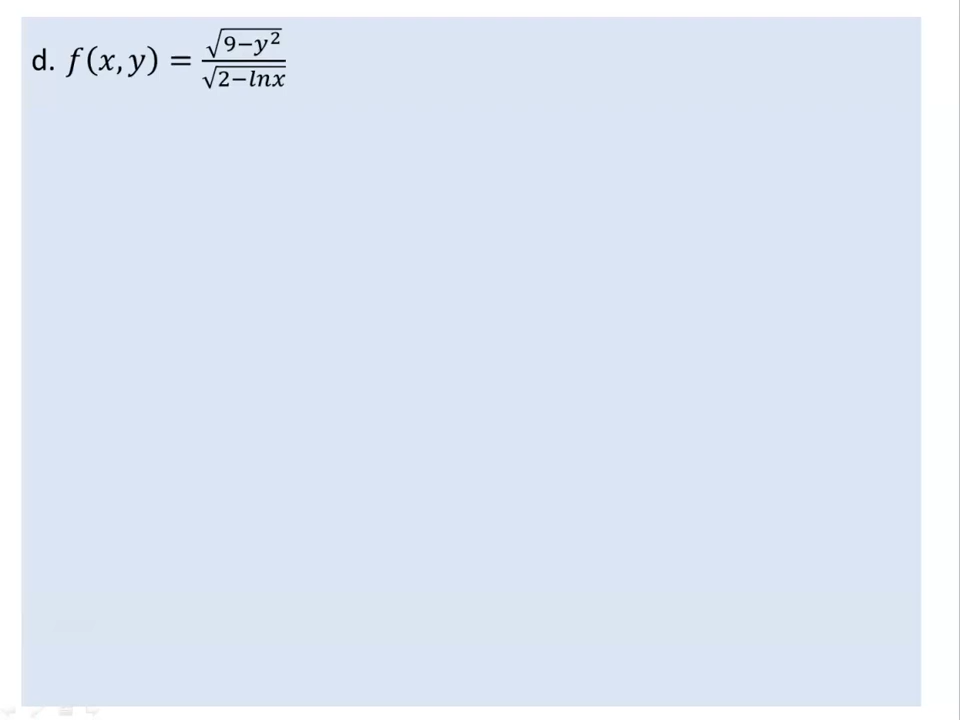 d. f(x, y) = √(9−y²) / √(2−lnx)